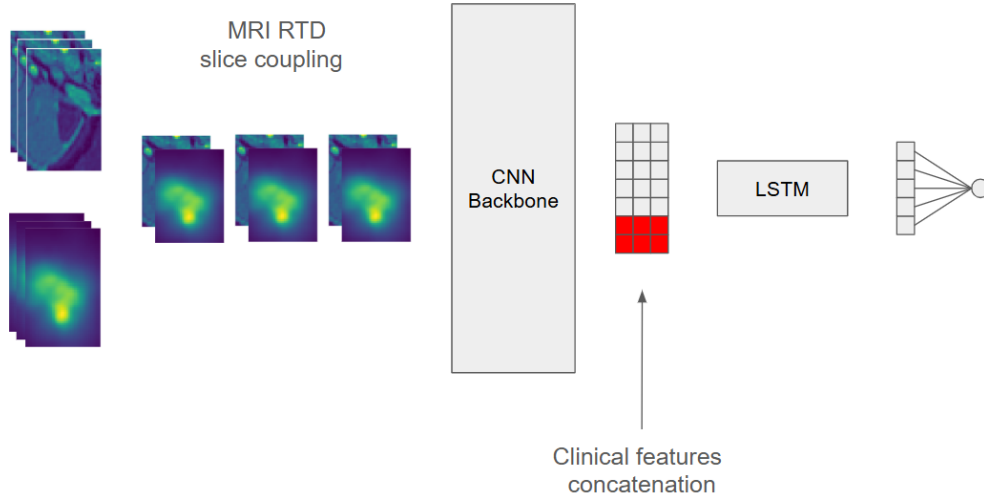 MRI RTD
slice coupling
CNN
Backbone
LSTM
Clinical features
concatenation